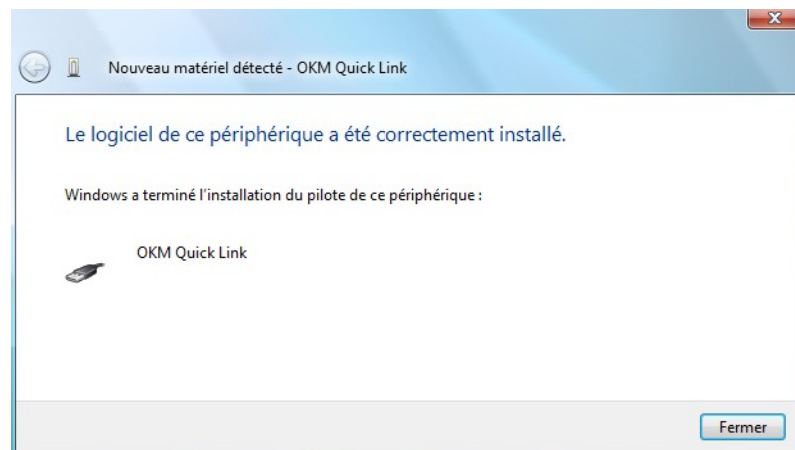 Nouveau matériel détecté - OKM Quick Link
Le logiciel de ce périphérique a été correctement installé.
Windows a terminé l'installation du pilote de ce périphérique :
OKM Quick Link
Fermer